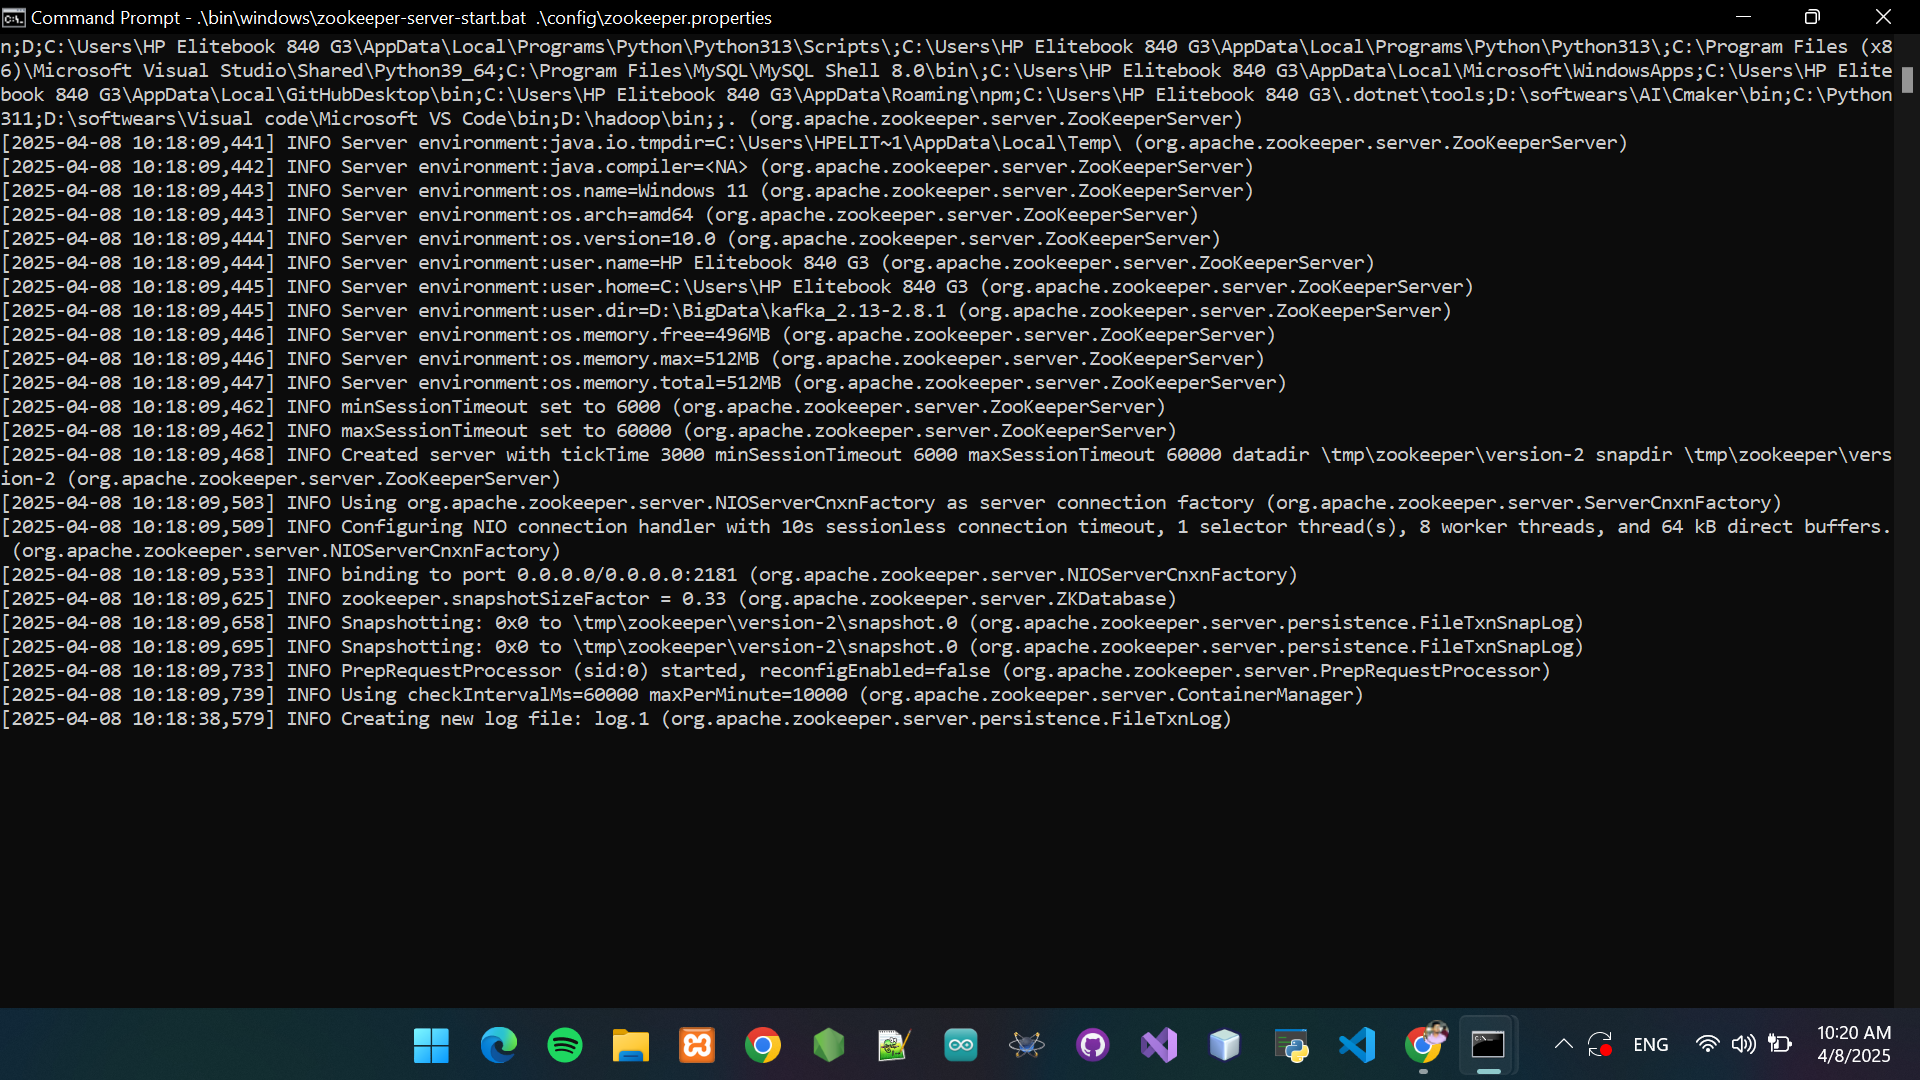 Command Prompt - .\bin\windows\zookeeper-server-start.bat  .\config\zookeeper.properties
n;D;C:\Users\HP Elitebook 840 G3\AppData\Local\Programs\Python\Python313\Scripts\;C:\Users\HP Elitebook 840 G3\AppData\Local\Programs\Python\Python313\;C:\Program Files (x8
6)\Microsoft Visual Studio\Shared\Python39_64;C:\Program Files\MySQL\MySQL Shell 8.0\bin\;C:\Users\HP Elitebook 840 G3\AppData\Local\Microsoft\WindowsApps;C:\Users\HP Elite
book 840 G3\AppData\Local\GitHubDesktop\bin;C:\Users\HP Elitebook 840 G3\AppData\Roaming\npm;C:\Users\HP Elitebook 840 G3\.dotnet\tools;D:\softwears\AI\Cmaker\bin;C:\Python
311;D:\softwears\Visual code\Microsoft VS Code\bin;D:\hadoop\bin;;. (org.apache.zookeeper.server.ZooKeeperServer)
[2025-04-08 10:18:09,441] INFO Server environment:java.io.tmpdir=C:\Users\HPELIT~1\AppData\Local\Temp\ (org.apache.zookeeper.server.ZooKeeperServer)
[2025-04-08 10:18:09,442] INFO Server environment:java.compiler=<NA> (org.apache.zookeeper.server.ZooKeeperServer)
[2025-04-08 10:18:09,443] INFO Server environment:os.name=Windows 11 (org.apache.zookeeper.server.ZooKeeperServer)
[2025-04-08 10:18:09,443] INFO Server environment:os.arch=amd64 (org.apache.zookeeper.server.ZooKeeperServer)
[2025-04-08 10:18:09,444] INFO Server environment:os.version=10.0 (org.apache.zookeeper.server.ZooKeeperServer)
[2025-04-08 10:18:09,444] INFO Server environment:user.name=HP Elitebook 840 G3 (org.apache.zookeeper.server.ZooKeeperServer)
[2025-04-08 10:18:09,445] INFO Server environment:user.home=C:\Users\HP Elitebook 840 G3 (org.apache.zookeeper.server.ZooKeeperServer)
[2025-04-08 10:18:09,445] INFO Server environment:user.dir=D:\BigData\kafka_2.13-2.8.1 (org.apache.zookeeper.server.ZooKeeperServer)
[2025-04-08 10:18:09,446] INFO Server environment:os.memory.free=496MB (org.apache.zookeeper.server.ZooKeeperServer)
[2025-04-08 10:18:09,446] INFO Server environment:os.memory.max=512MB (org.apache.zookeeper.server.ZooKeeperServer)
[2025-04-08 10:18:09,447] INFO Server environment:os.memory.total=512MB (org.apache.zookeeper.server.ZooKeeperServer)
[2025-04-08 10:18:09,462] INFO minSessionTimeout set to 6000 (org.apache.zookeeper.server.ZooKeeperServer)
[2025-04-08 10:18:09,462] INFO maxSessionTimeout set to 60000 (org.apache.zookeeper.server.ZooKeeperServer)
[2025-04-08 10:18:09,468] INFO Created server with tickTime 3000 minSessionTimeout 6000 maxSessionTimeout 60000 datadir \tmp\zookeeper\version-2 snapdir \tmp\zookeeper\vers
ion-2 (org.apache.zookeeper.server.ZooKeeperServer)
[2025-04-08 10:18:09,503] INFO Using org.apache.zookeeper.server.NIOServerCnxnFactory as server connection factory (org.apache.zookeeper.server.ServerCnxnFactory)
[2025-04-08 10:18:09,509] INFO Configuring NIO connection handler with 10s sessionless connection timeout, 1 selector thread(s), 8 worker threads, and 64 kB direct buffers.
 (org.apache.zookeeper.server.NIOServerCnxnFactory)
[2025-04-08 10:18:09,533] INFO binding to port 0.0.0.0/0.0.0.0:2181 (org.apache.zookeeper.server.NIOServerCnxnFactory)
[2025-04-08 10:18:09,625] INFO zookeeper.snapshotSizeFactor = 0.33 (org.apache.zookeeper.server.ZKDatabase)
[2025-04-08 10:18:09,658] INFO Snapshotting: 0x0 to \tmp\zookeeper\version-2\snapshot.0 (org.apache.zookeeper.server.persistence.FileTxnSnapLog)
[2025-04-08 10:18:09,695] INFO Snapshotting: 0x0 to \tmp\zookeeper\version-2\snapshot.0 (org.apache.zookeeper.server.persistence.FileTxnSnapLog)
[2025-04-08 10:18:09,733] INFO PrepRequestProcessor (sid:0) started, reconfigEnabled=false (org.apache.zookeeper.server.PrepRequestProcessor)
[2025-04-08 10:18:09,739] INFO Using checkIntervalMs=60000 maxPerMinute=10000 (org.apache.zookeeper.server.ContainerManager)
[2025-04-08 10:18:38,579] INFO Creating new log file: log.1 (org.apache.zookeeper.server.persistence.FileTxnLog)
ENG
10:20 AM
4/8/2025